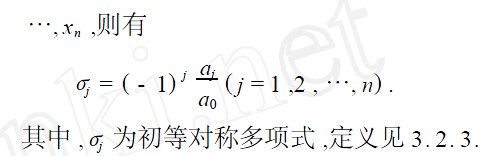 …, xₙ ,则有
σⱼ = ( - 1) ʲ aⱼ/a₀ ( j = 1 ,2 , …, n) .
其中 , σⱼ 为初等对称多项式 ,定义见 3. 2. 3.